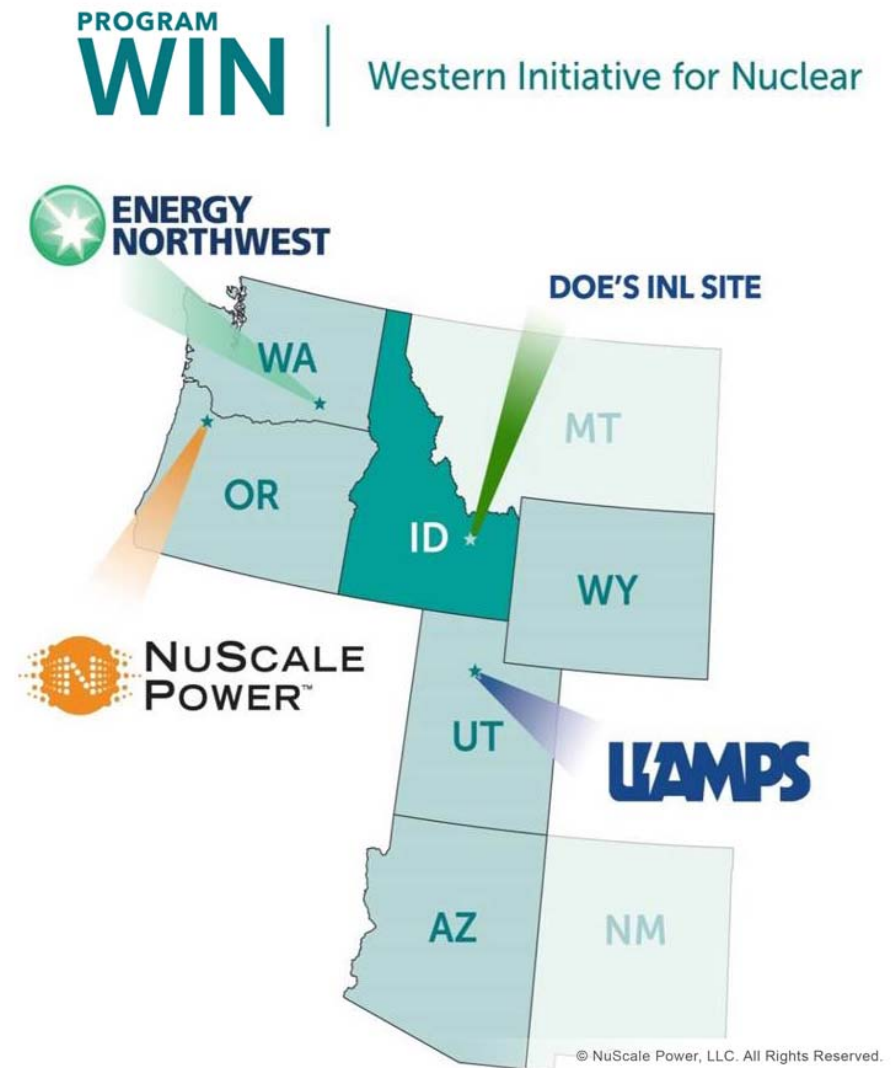 PROGRAM
WIN
Western Initiative for Nuclear
ENERGY
NORTHWEST
DOE'S INL SITE
WA
MT
OR
ID
WY
NUSCALE
POWER™
UT
UAMPS
AZ
NM
© NuScale Power, LLC. All Rights Reserved.